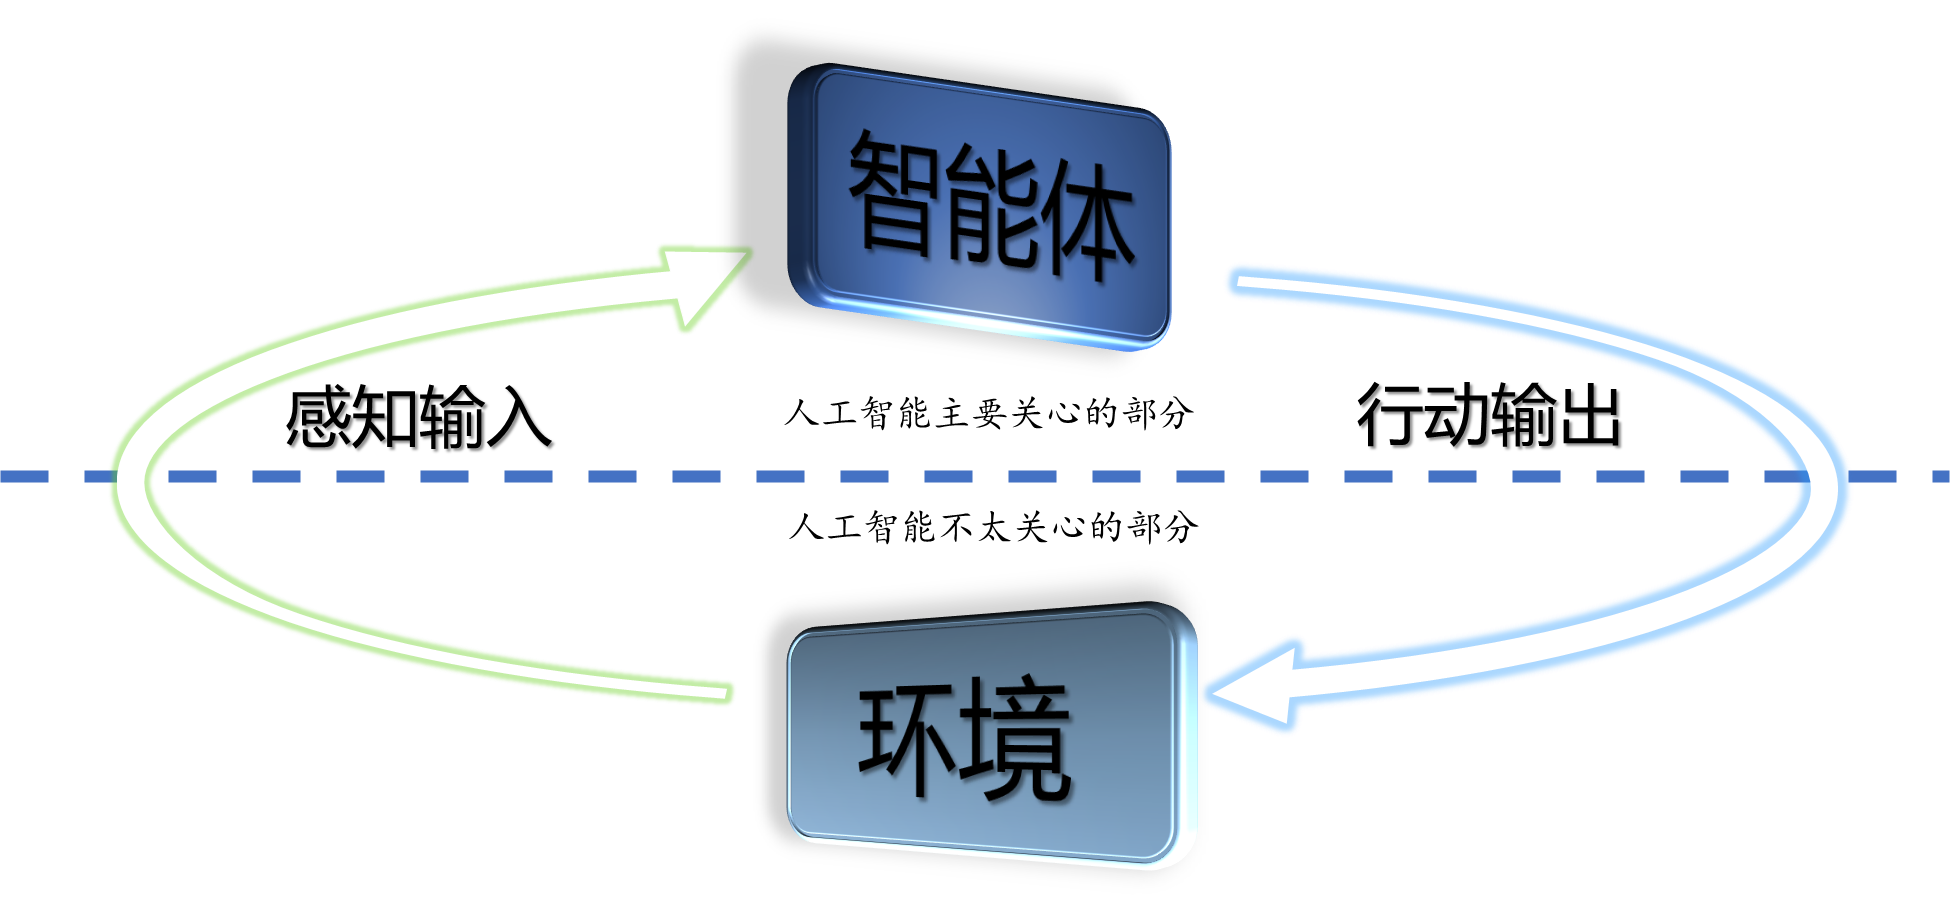 智能体
感知输入
人工智能主要关心的部分
行动输出
人工智能不太关心的部分
环境